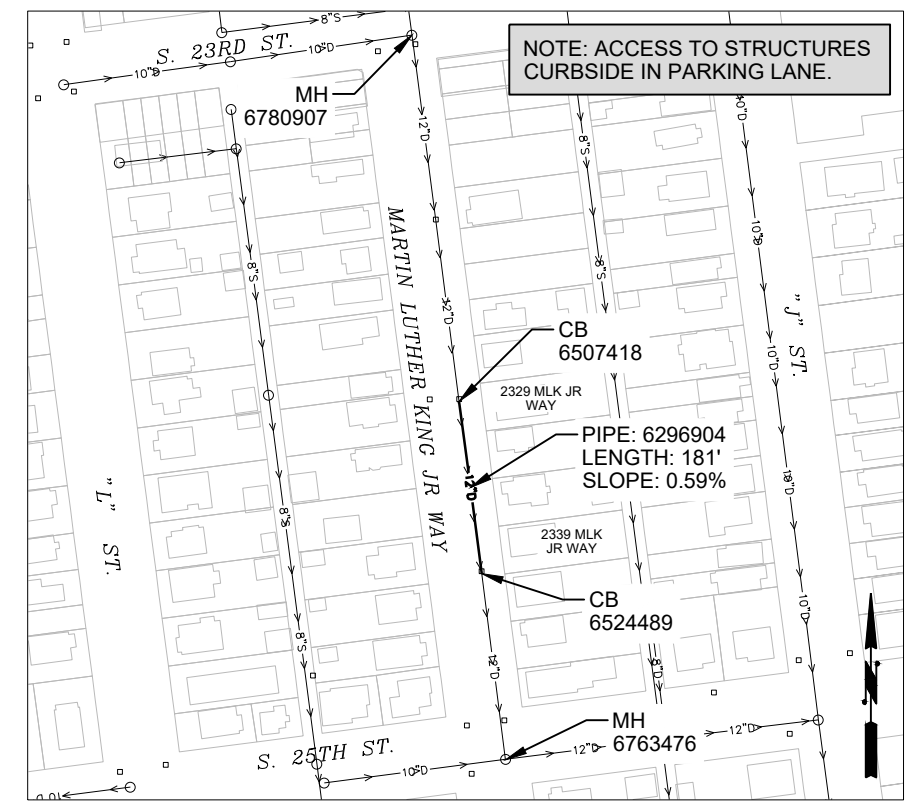 8"S
S. 23RD ST.
10"D
10"D
NOTE: ACCESS TO STRUCTURES
CURBSIDE IN PARKING LANE.
MH
6780907
12"D
8"S
10"D
8"S
MARTIN LUTHER KING JR WAY
10"D
8"S
12"D
"J" ST.
CB
6507418
10"D
2329 MLK JR
WAY
PIPE: 6296904
LENGTH: 181'
SLOPE: 0.59%
12"D
10"D
"L" ST.
8"S
2339 MLK
JR WAY
CB
6524489
10"D
8"S
12"D
8"D
N
MH
6763476
12"D
12"D
S. 25TH ST.
10"D